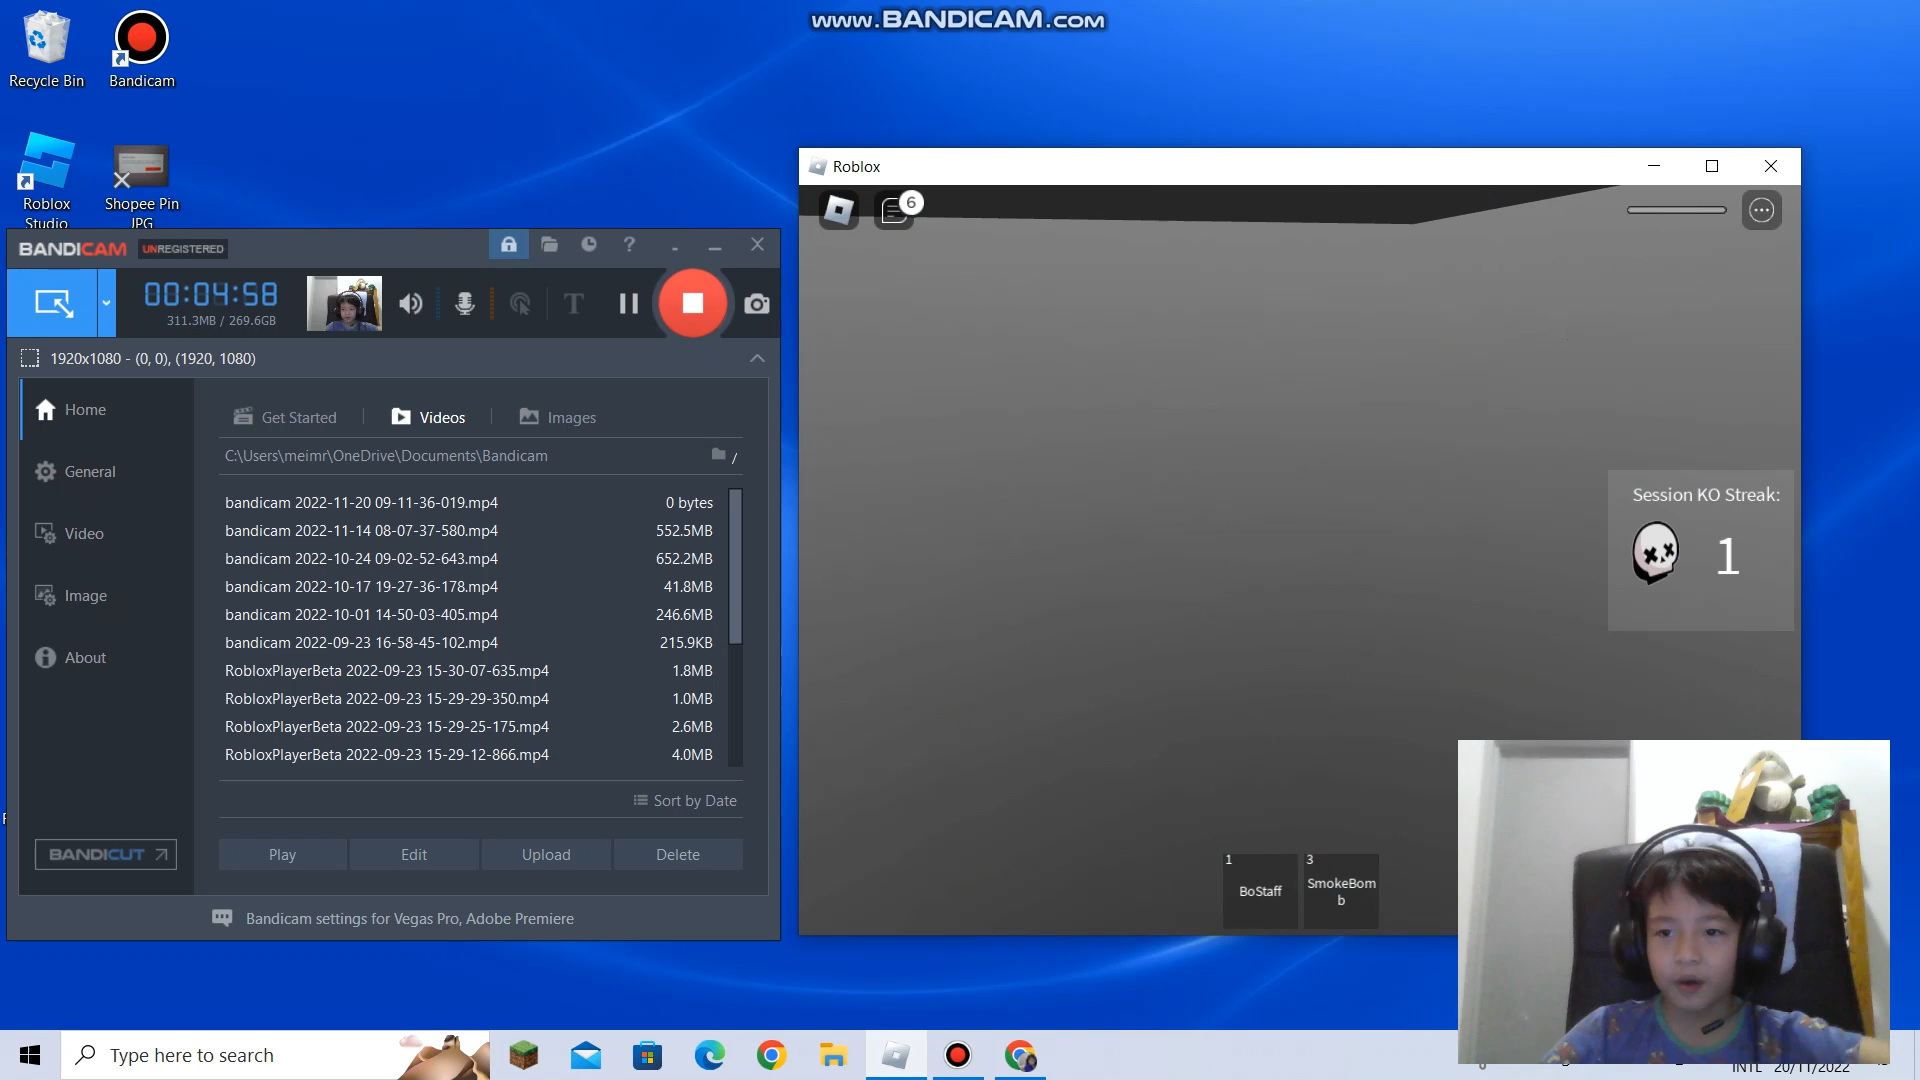 www.BANDICAM.com
Recycle Bin
Bandicam
Roblox
Studio
Shopee Pin
JPG
BANDICAM UNREGISTERED
00:04:58
311.3MB / 269.6GB
1920x1080 - (0, 0), (1920, 1080)
Home
General
Video
Image
About
BANDICUT
Get Started
Videos
Images
C:\Users\meimr\OneDrive\Documents\Bandicam
/
bandicam 2022-11-20 09-11-36-019.mp4 0 bytes
bandicam 2022-11-14 08-07-37-580.mp4 552.5MB
bandicam 2022-10-24 09-02-52-643.mp4 652.2MB
bandicam 2022-10-17 19-27-36-178.mp4 41.8MB
bandicam 2022-10-01 14-50-03-405.mp4 246.6MB
bandicam 2022-09-23 16-58-45-102.mp4 215.9KB
RobloxPlayerBeta 2022-09-23 15-30-07-635.mp4 1.8MB
RobloxPlayerBeta 2022-09-23 15-29-29-350.mp4 1.0MB
RobloxPlayerBeta 2022-09-23 15-29-25-175.mp4 2.6MB
RobloxPlayerBeta 2022-09-23 15-29-12-866.mp4 4.0MB
Sort by Date
Play
Edit
Upload
Delete
Bandicam settings for Vegas Pro, Adobe Premiere
Roblox
6
Session KO Streak:
1
1
BoStaff
3
SmokeBom
b
Type here to search
INTL
20/11/2022